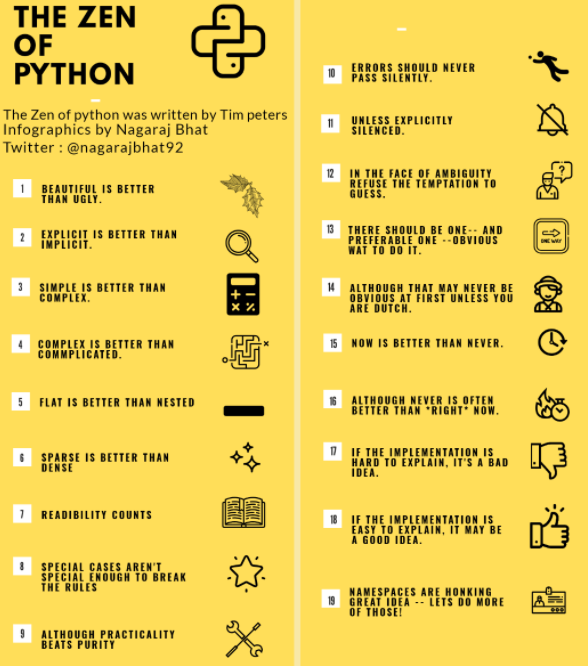 THE ZEN
OF
PYTHON
The Zen of python was written by Tim peters
Infographics by Nagaraj Bhat
Twitter : @nagarajbhat92
1 BEAUTIFUL IS BETTER
THAN UGLY.
2 EXPLICIT IS BETTER THAN
IMPLICIT.
3 SIMPLE IS BETTER THAN
COMPLEX.
4 COMPLEX IS BETTER THAN
COMMPLICATED.
5 FLAT IS BETTER THAN NESTED
6 SPARSE IS BETTER THAN
DENSE
7 READIBILITY COUNTS
8 SPECIAL CASES AREN'T
SPECIAL ENOUGH TO BREAK
THE RULES
9 ALTHOUGH PRACTICALITY
BEATS PURITY
10 ERRORS SHOULD NEVER
PASS SILENTLY.
11 UNLESS EXPLICITLY
SILENCED.
12 IN THE FACE OF AMBIGUITY
REFUSE THE TEMPTATION TO
GUESS.
?
13 THERE SHOULD BE ONE-- AND
PREFERABLE ONE --OBVIOUS
WAT TO DO IT.
ONE WAY
14 ALTHOUGH THAT MAY NEVER BE
OBVIOUS AT FIRST UNLESS YOU
ARE DUTCH.
15 NOW IS BETTER THAN NEVER.
16 ALTHOUGH NEVER IS OFTEN
BETTER THAN *RIGHT* NOW.
17 IF THE IMPLEMENTATION IS
HARD TO EXPLAIN, IT'S A BAD
IDEA.
18 IF THE IMPLEMENTATION IS
EASY TO EXPLAIN, IT MAY BE
A GOOD IDEA.
19 NAMESPACES ARE HONKING
GREAT IDEA -- LETS DO MORE
OF THOSE!